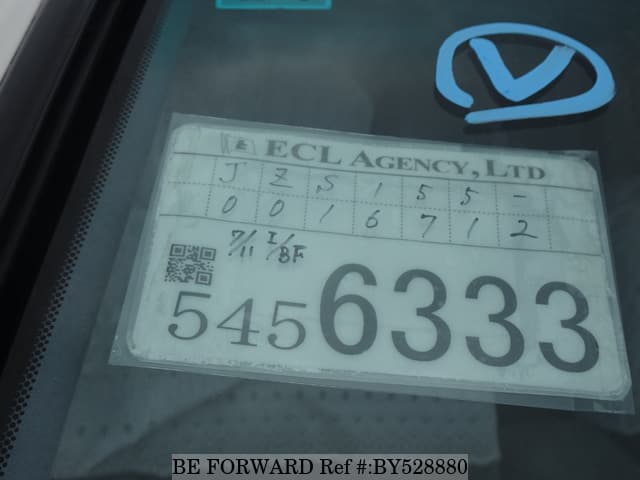 V
E ECL AGENCY, LTD
J Z S 1 5 5 -
0 0 1 6 7 1 2
7/11 I/BF
5456333
BE FORWARD Ref #:BY528880